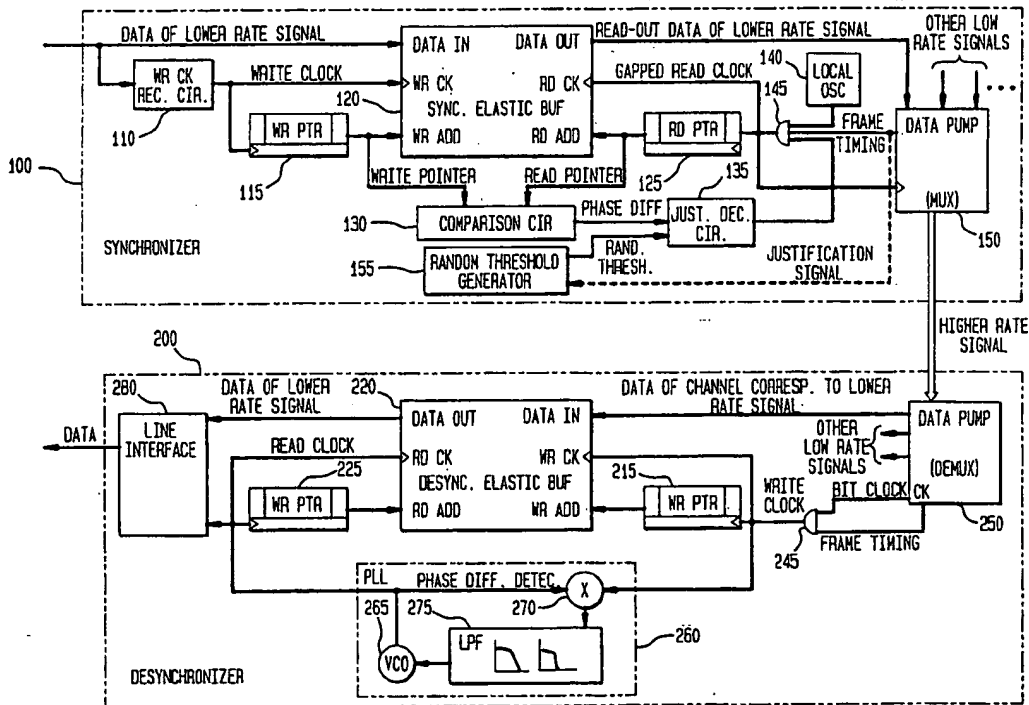 DATA OF LOWER RATE SIGNAL
DATA IN
DATA OUT
READ-OUT DATA OF LOWER RATE SIGNAL
OTHER LOW
RATE SIGNALS
WR CK
REC. CIR.
110
WRITE CLOCK
WR CK
RD CK
GAPPED READ CLOCK
140
LOCAL
OSC
120
SYNC. ELASTIC BUF
145
WR PTR
WR ADD
RD ADD
RD PTR
FRAME
TIMING
DATA PUMP
(MUX)
150
100
115
WRITE POINTER
READ POINTER
125
135
130
COMPARISON CIR
PHASE DIFF
JUST. DEC.
CIR.
SYNCHRONIZER
155
RANDOM THRESHOLD
GENERATOR
RAND.
THRESH.
JUSTIFICATION
SIGNAL
HIGHER RATE
SIGNAL
200
280
DATA OF LOWER
RATE SIGNAL
220
DATA OF CHANNEL CORRESP. TO LOWER
RATE SIGNAL
DATA
LINE
INTERFACE
DATA OUT
DATA IN
DATA PUMP
(DEMUX)
OTHER
LOW RATE
SIGNALS
READ CLOCK
RD CK
WR CK
225
DESYNC. ELASTIC BUF
215
WRITE
CLOCK
BIT CLOCK
CK
250
WR PTR
RD ADD
WR ADD
WR PTR
245
FRAME TIMING
PLL
PHASE DIFF. DETEC.
X
270
265
275
LPF
VCO
260
DESYNCHRONIZER